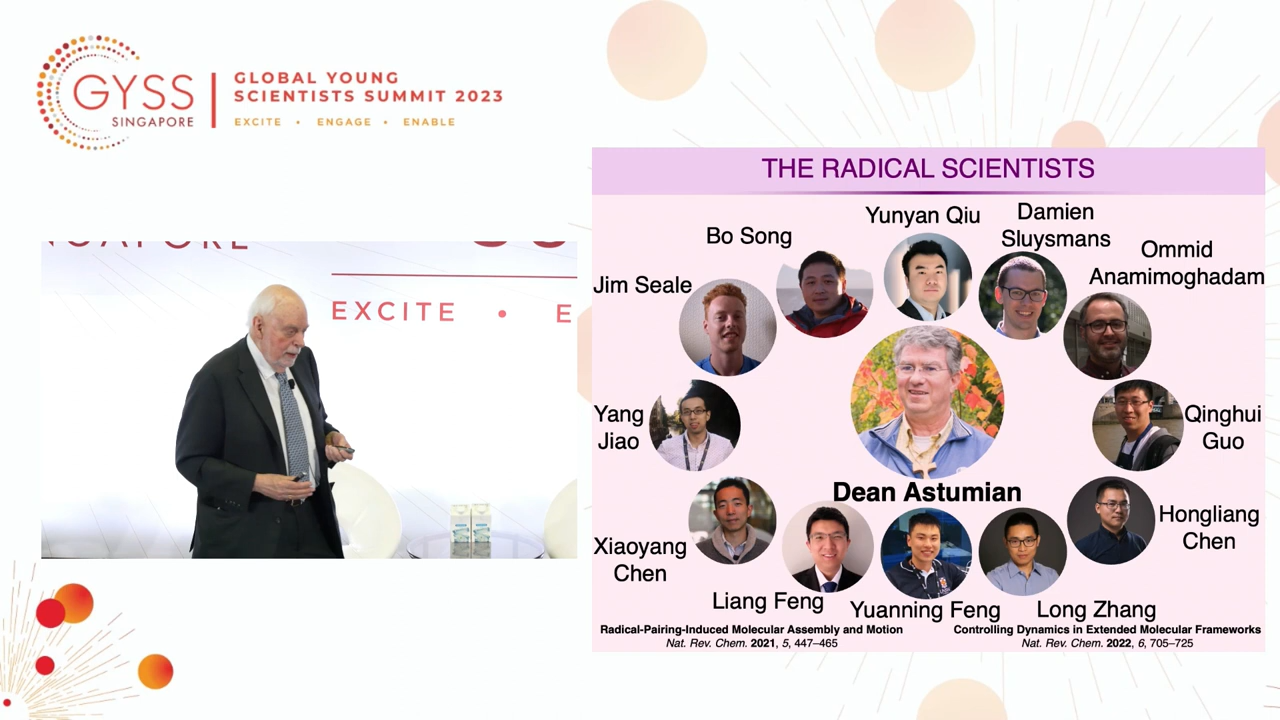 GYSS
SINGAPORE
GLOBAL YOUNG
SCIENTISTS SUMMIT 2023
EXCITE • ENGAGE • ENABLE
EXCITE • E
THE RADICAL SCIENTISTS
Yunyan Qiu
Damien
Sluysmans
Bo Song
Ommid
Anamimoghadam
Jim Seale
Yang
Jiao
Qinghui
Guo
Dean Astumian
Xiaoyang
Chen
Hongliang
Chen
Liang Feng
Yuanning Feng
Long Zhang
Radical-Pairing-Induced Molecular Assembly and Motion
Nat. Rev. Chem. 2021, 5, 447–465
Controlling Dynamics in Extended Molecular Frameworks
Nat. Rev. Chem. 2022, 6, 705–725